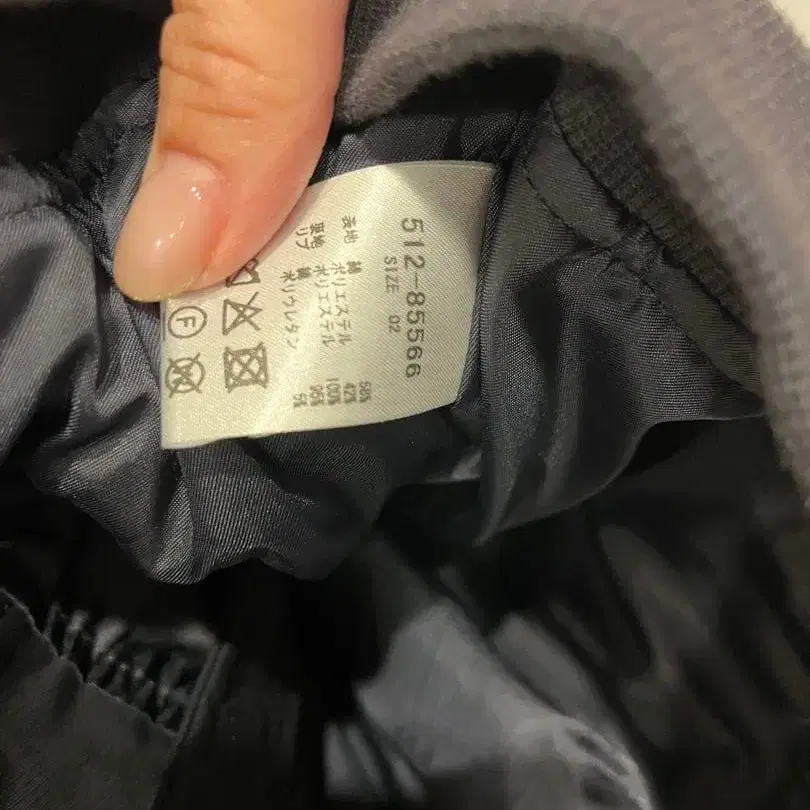 512-85566
SIZE 02
表地 綿 58%
ポリエステル 42%
裏地 ポリエステル 100%
リブ 綿 95%
ポリウレタン 5%
F